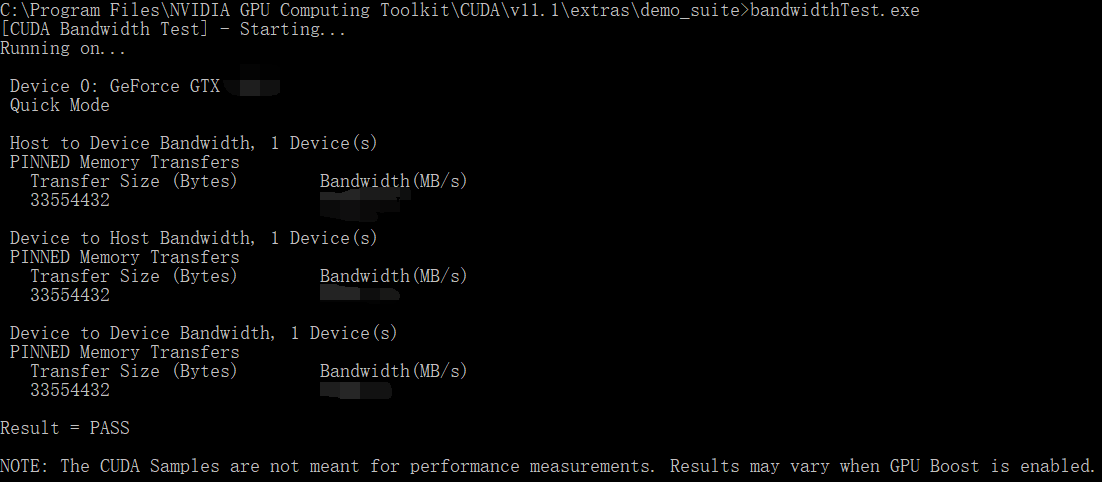 C:\Program Files\NVIDIA GPU Computing Toolkit\CUDA\v11.1\extras\demo_suite>bandwidthTest.exe
[CUDA Bandwidth Test] - Starting...
Running on...
Device 0: GeForce GTX
Quick Mode
Host to Device Bandwidth, 1 Device(s)
PINNED Memory Transfers
Transfer Size (Bytes) Bandwidth(MB/s)
33554432
Device to Host Bandwidth, 1 Device(s)
PINNED Memory Transfers
Transfer Size (Bytes) Bandwidth(MB/s)
33554432
Device to Device Bandwidth, 1 Device(s)
PINNED Memory Transfers
Transfer Size (Bytes) Bandwidth(MB/s)
33554432
Result = PASS
NOTE: The CUDA Samples are not meant for performance measurements. Results may vary when GPU Boost is enabled.